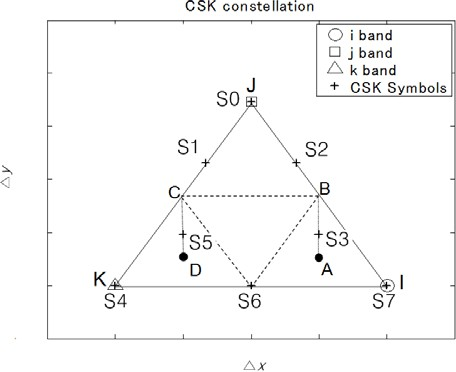 CSK constellation
i band
j band
k band
CSK Symbols
J
S0
S1
S2
C
B
S5
S3
D
A
K
I
S4
S6
S7
△y
△x